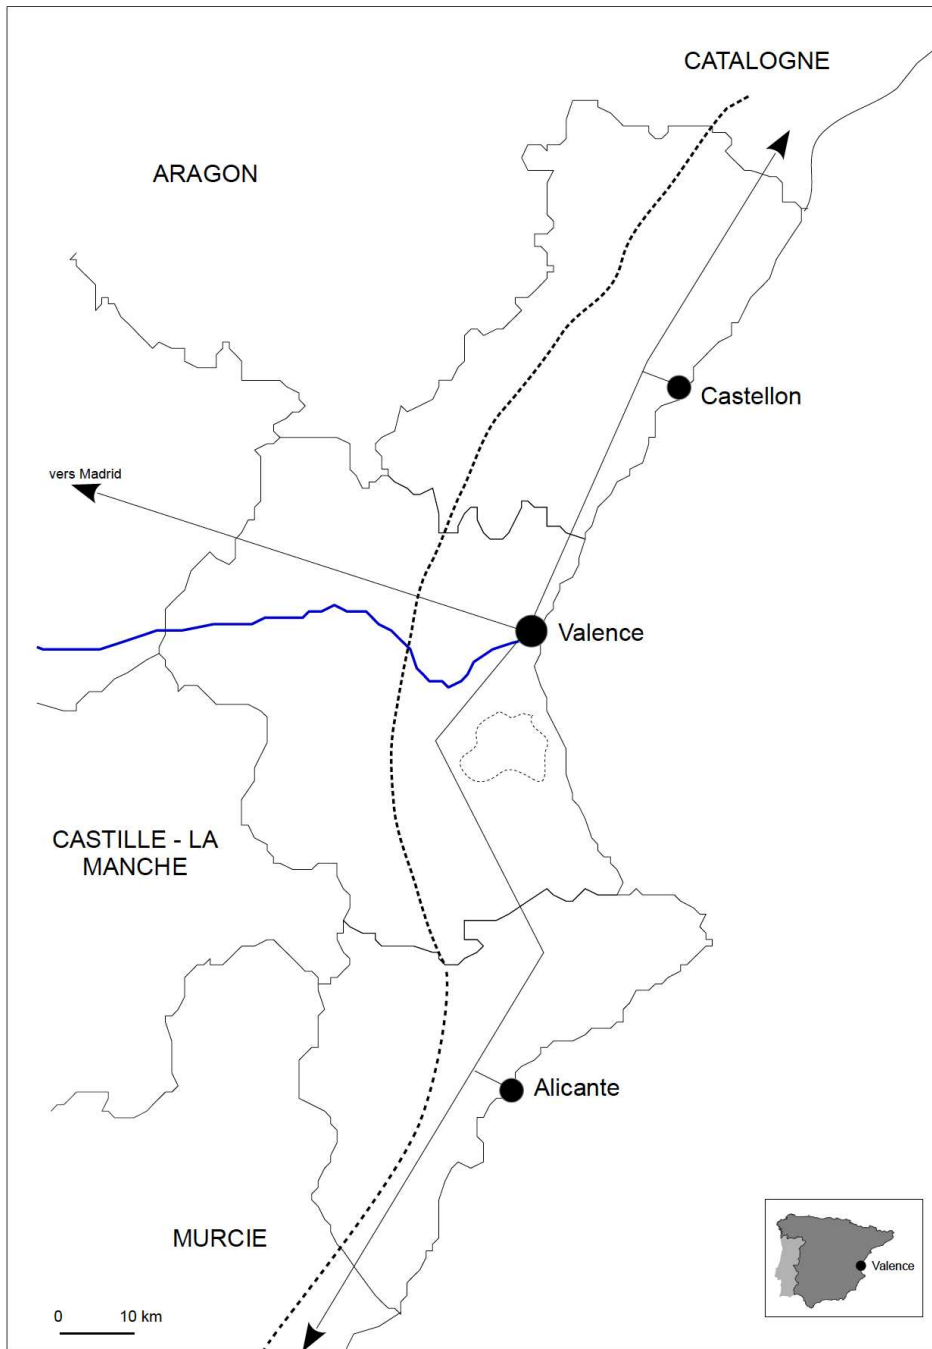 CATALOGNE
ARAGON
Castellon
vers Madrid
Valence
CASTILLE - LA
MANCHE
Alicante
MURCIE
Valence
0 10 km